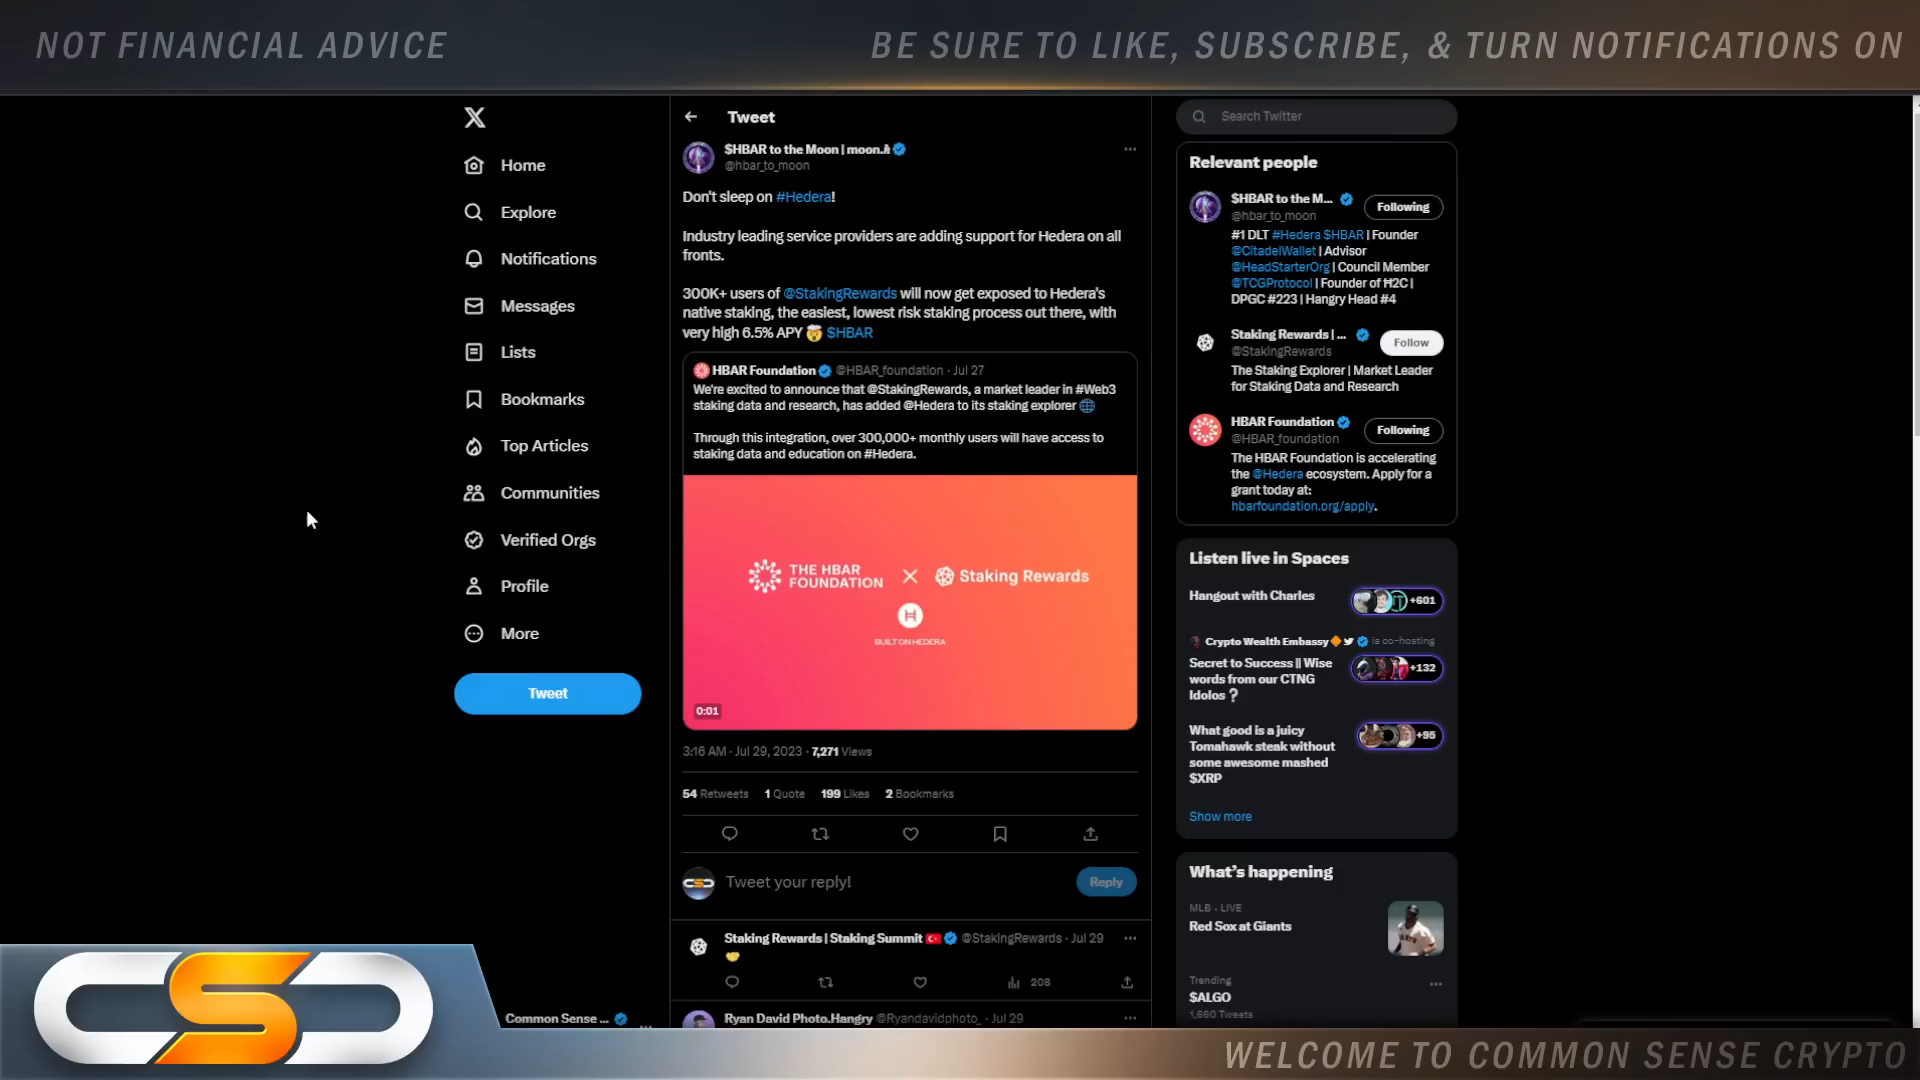 NOT FINANCIAL ADVICE
BE SURE TO LIKE, SUBSCRIBE, & TURN NOTIFICATIONS ON
X
Home
Explore
Notifications
Messages
Lists
Bookmarks
Top Articles
Communities
Verified Orgs
Profile
More
Tweet
Common Sense ...
Tweet
$HBAR to the Moon | moon.ℏ
@hbar_to_moon
Don't sleep on #Hedera!
Industry leading service providers are adding support for Hedera on all
fronts.
300K+ users of @StakingRewards will now get exposed to Hedera's
native staking, the easiest, lowest risk staking process out there, with
very high 6.5% APY 🤯 $HBAR
HBAR Foundation @HBAR_foundation · Jul 27
We're excited to announce that @StakingRewards, a market leader in #Web3
staking data and research, has added @Hedera to its staking explorer 🌐
Through this integration, over 300,000+ monthly users will have access to
staking data and education on #Hedera.
THE HBAR
FOUNDATION
X
Staking Rewards
H
BUILT ON HEDERA
0:01
3:16 AM · Jul 29, 2023 · 7,271 Views
54 Retweets 1 Quote 199 Likes 2 Bookmarks
Tweet your reply!
Reply
Staking Rewards | Staking Summit 🇹🇷 @StakingRewards · Jul 29
🤝
208
Ryan David Photo.Hangry @Ryandavidphoto_ · Jul 29
Search Twitter
Relevant people
$HBAR to the M...
@hbar_to_moon
Following
#1 DLT #Hedera $HBAR | Founder
@CitadelWallet | Advisor
@HeadStarterOrg | Council Member
@TCGProtocol | Founder of ĦH2C |
DPGC #223 | Hangry Head #4
Staking Rewards | ...
@StakingRewards
Follow
The Staking Explorer | Market Leader
for Staking Data and Research
HBAR Foundation
@HBAR_foundation
Following
The HBAR Foundation is accelerating
the @Hedera ecosystem. Apply for a
grant today at:
hbarfoundation.org/apply.
Listen live in Spaces
Hangout with Charles
+601
Crypto Wealth Embassy is co-hosting
Secret to Success || Wise
words from our CTNG
Idolos ❔
+132
What good is a juicy
Tomahawk steak without
some awesome mashed
$XRP
+95
Show more
What's happening
MLB · LIVE
Red Sox at Giants
Trending
$ALGO
1,660 Tweets
CSC
WELCOME TO COMMON SENSE CRYPTO